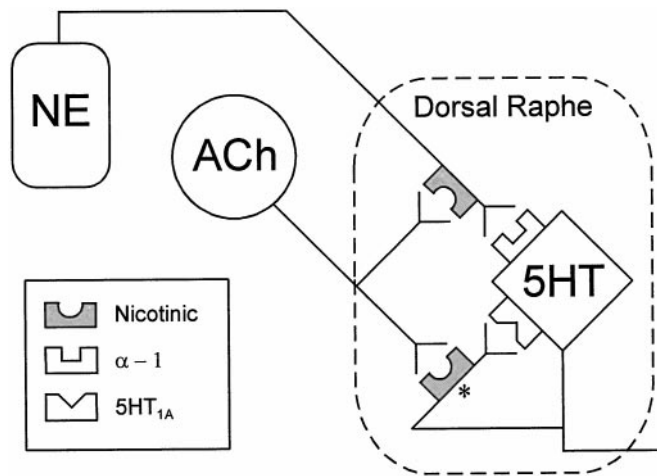 NE
ACh
Dorsal Raphe
5HT
*
Nicotinic
α – 1
5HT1A